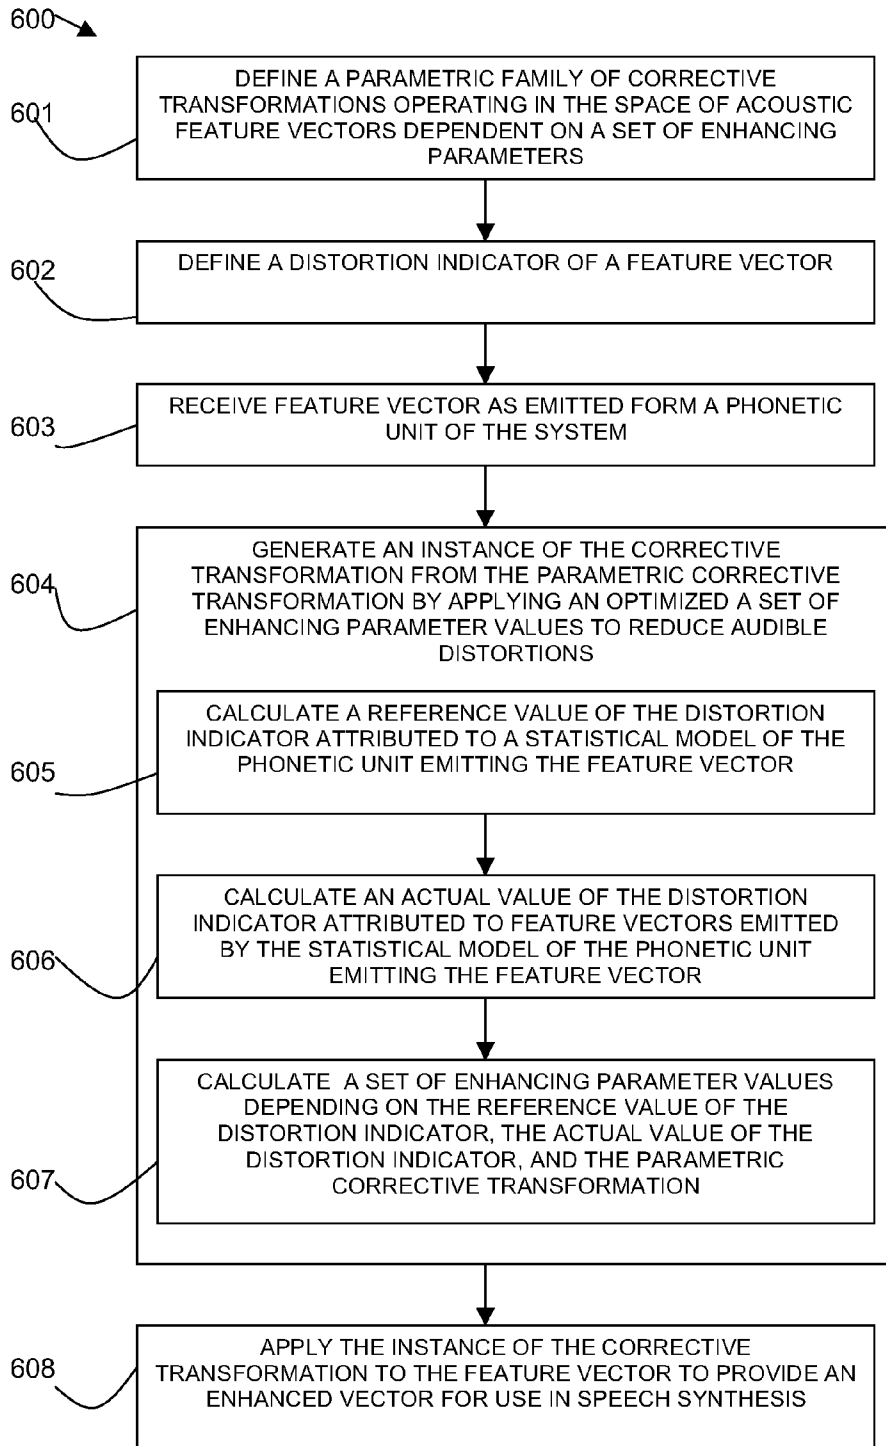 600
601
DEFINE A PARAMETRIC FAMILY OF CORRECTIVE
TRANSFORMATIONS OPERATING IN THE SPACE OF ACOUSTIC
FEATURE VECTORS DEPENDENT ON A SET OF ENHANCING
PARAMETERS
602
DEFINE A DISTORTION INDICATOR OF A FEATURE VECTOR
603
RECEIVE FEATURE VECTOR AS EMITTED FORM A PHONETIC
UNIT OF THE SYSTEM
604
GENERATE AN INSTANCE OF THE CORRECTIVE
TRANSFORMATION FROM THE PARAMETRIC CORRECTIVE
TRANSFORMATION BY APPLYING AN OPTIMIZED A SET OF
ENHANCING PARAMETER VALUES TO REDUCE AUDIBLE
DISTORTIONS
605
CALCULATE A REFERENCE VALUE OF THE DISTORTION
INDICATOR ATTRIBUTED TO A STATISTICAL MODEL OF THE
PHONETIC UNIT EMITTING THE FEATURE VECTOR
606
CALCULATE AN ACTUAL VALUE OF THE DISTORTION
INDICATOR ATTRIBUTED TO FEATURE VECTORS EMITTED
BY THE STATISTICAL MODEL OF THE PHONETIC UNIT
EMITTING THE FEATURE VECTOR
607
CALCULATE A SET OF ENHANCING PARAMETER VALUES
DEPENDING ON THE REFERENCE VALUE OF THE
DISTORTION INDICATOR, THE ACTUAL VALUE OF THE
DISTORTION INDICATOR, AND THE PARAMETRIC
CORRECTIVE TRANSFORMATION
608
APPLY THE INSTANCE OF THE CORRECTIVE
TRANSFORMATION TO THE FEATURE VECTOR TO PROVIDE AN
ENHANCED VECTOR FOR USE IN SPEECH SYNTHESIS